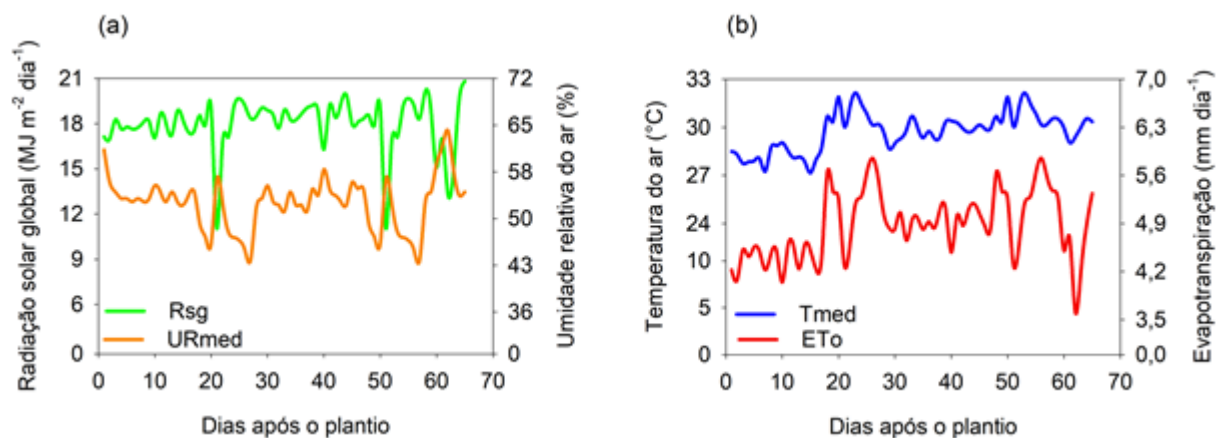 (a)
Radiação solar global (MJ m-2 dia-1)
21
18
15
12
9
6
0
72
65
58
50
43
36
0
Umidade relativa do ar (%)
Rsg
URmed
0 10 20 30 40 50 60 70
Dias após o plantio
(b)
Temperatura do ar (°C)
33
30
27
24
10
5
0
7,0
6,3
5,6
4,9
4,2
3,5
0,0
Evapotranspiração (mm dia-1)
Tmed
ETo
0 10 20 30 40 50 60 70
Dias após o plantio